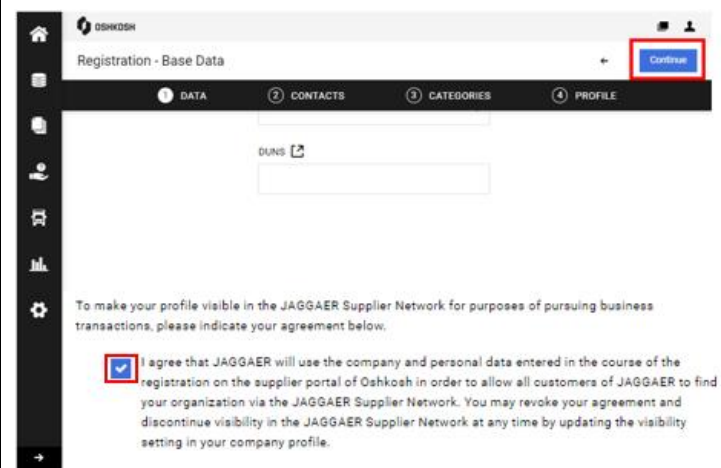 OSHKOSH
Registration - Base Data
Continue
1 DATA 2 CONTACTS 3 CATEGORIES 4 PROFILE
DUNS
To make your profile visible in the JAGGAER Supplier Network for purposes of pursuing business
transactions, please indicate your agreement below.
I agree that JAGGAER will use the company and personal data entered in the course of the
registration on the supplier portal of Oshkosh in order to allow all customers of JAGGAER to find
your organization via the JAGGAER Supplier Network. You may revoke your agreement and
discontinue visibility in the JAGGAER Supplier Network at any time by updating the visibility
setting in your company profile.